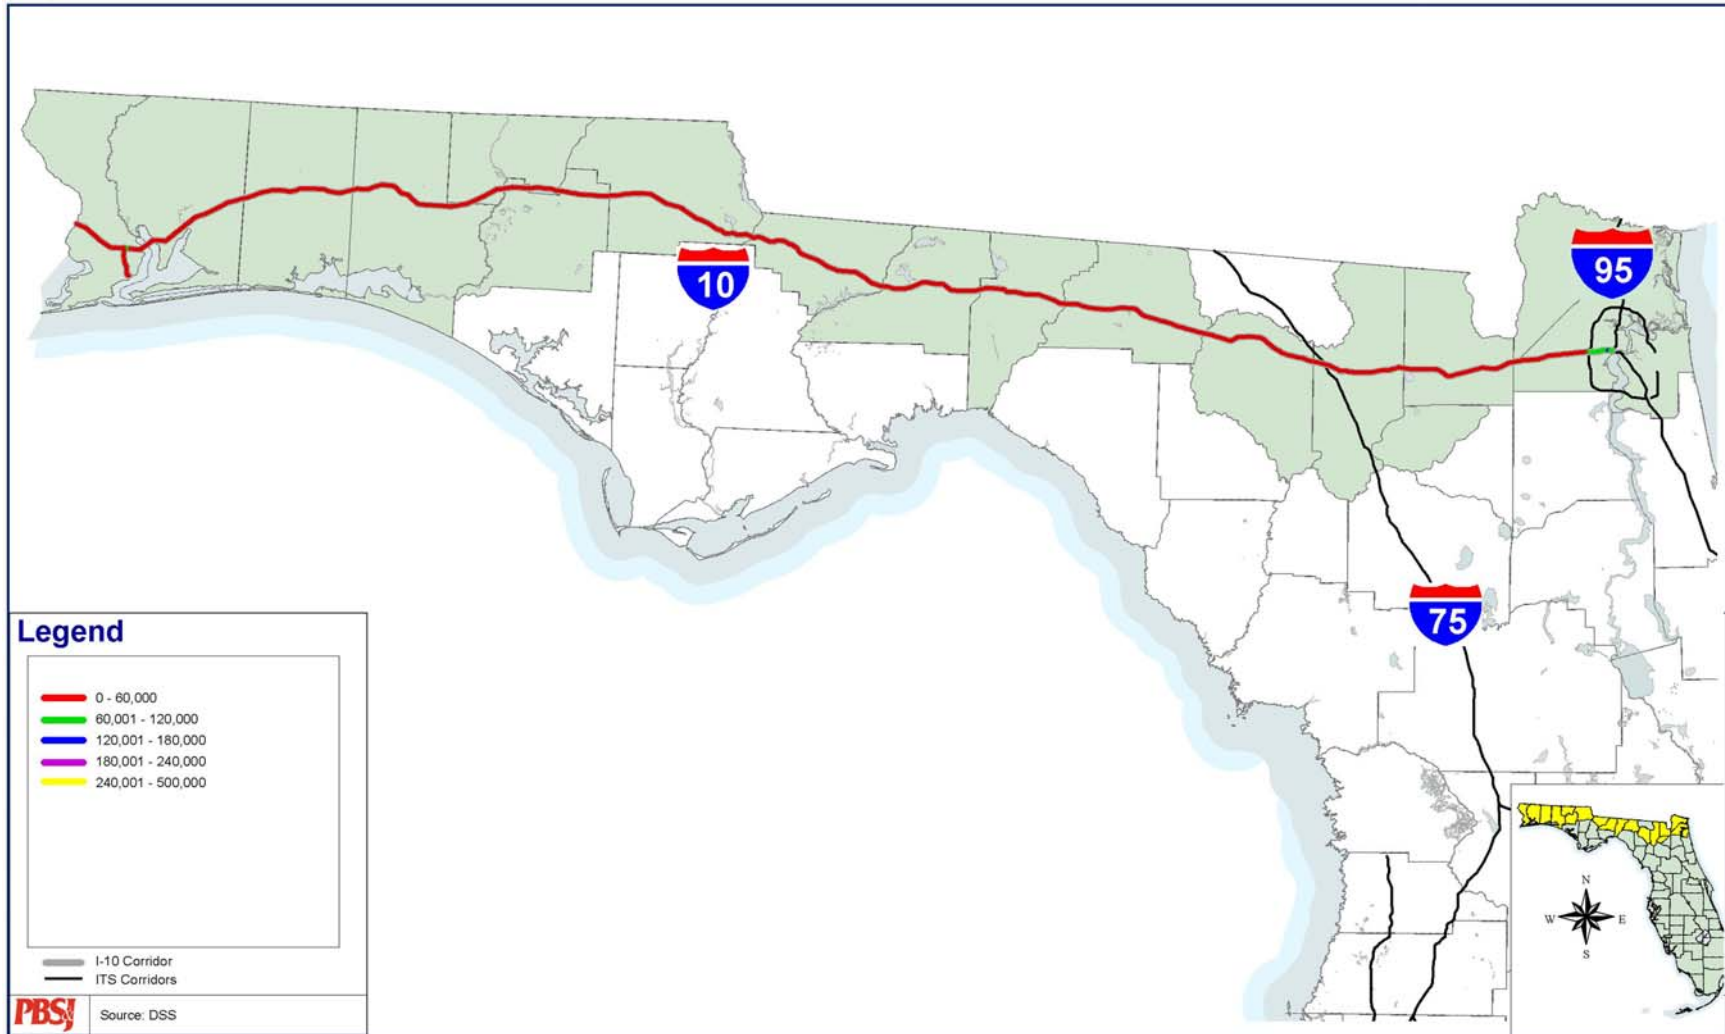 10
95
75
Legend
0 - 60,000
60,001 - 120,000
120,001 - 180,000
180,001 - 240,000
240,001 - 500,000
I-10 Corridor
ITS Corridors
PBS&J
Source: DSS
N
W
E
S